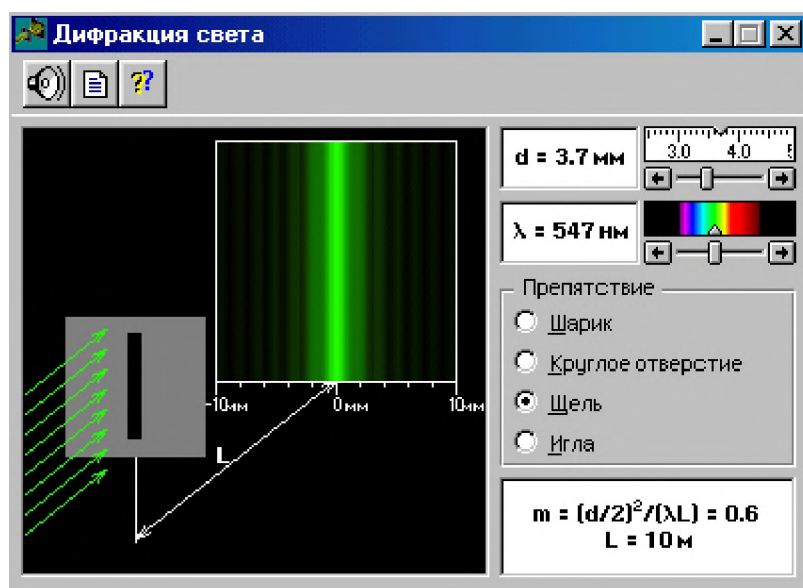 Дифракция света
??
d = 3.7 мм
3.0 4.0
λ = 547 нм
Препятствие
Шарик
Круглое отверстие
Щель
Игла
-10мм 0мм 10мм
L
m = (d/2)²/(λL) = 0.6
L = 10 м